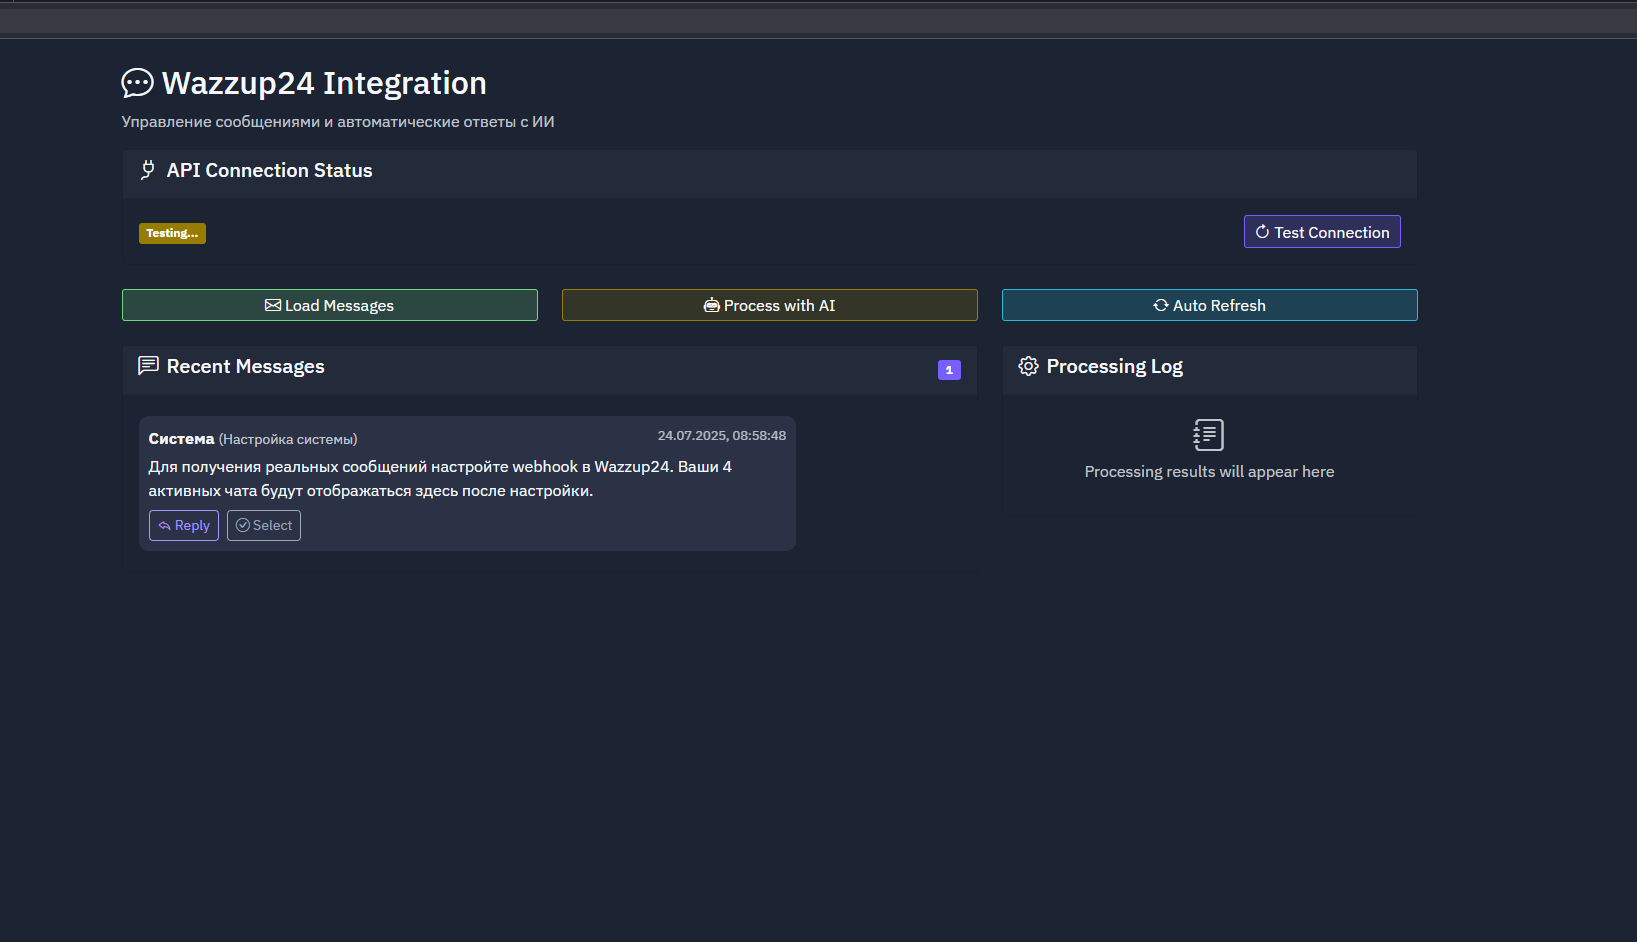 Wazzup24 Integration
Управление сообщениями и автоматические ответы с ИИ
API Connection Status
Testing...
Test Connection
Load Messages
Process with AI
Auto Refresh
Recent Messages
1
Система (Настройка системы)
24.07.2025, 08:58:48
Для получения реальных сообщений настройте webhook в Wazzup24. Ваши 4
активных чата будут отображаться здесь после настройки.
Reply
Select
Processing Log
Processing results will appear here